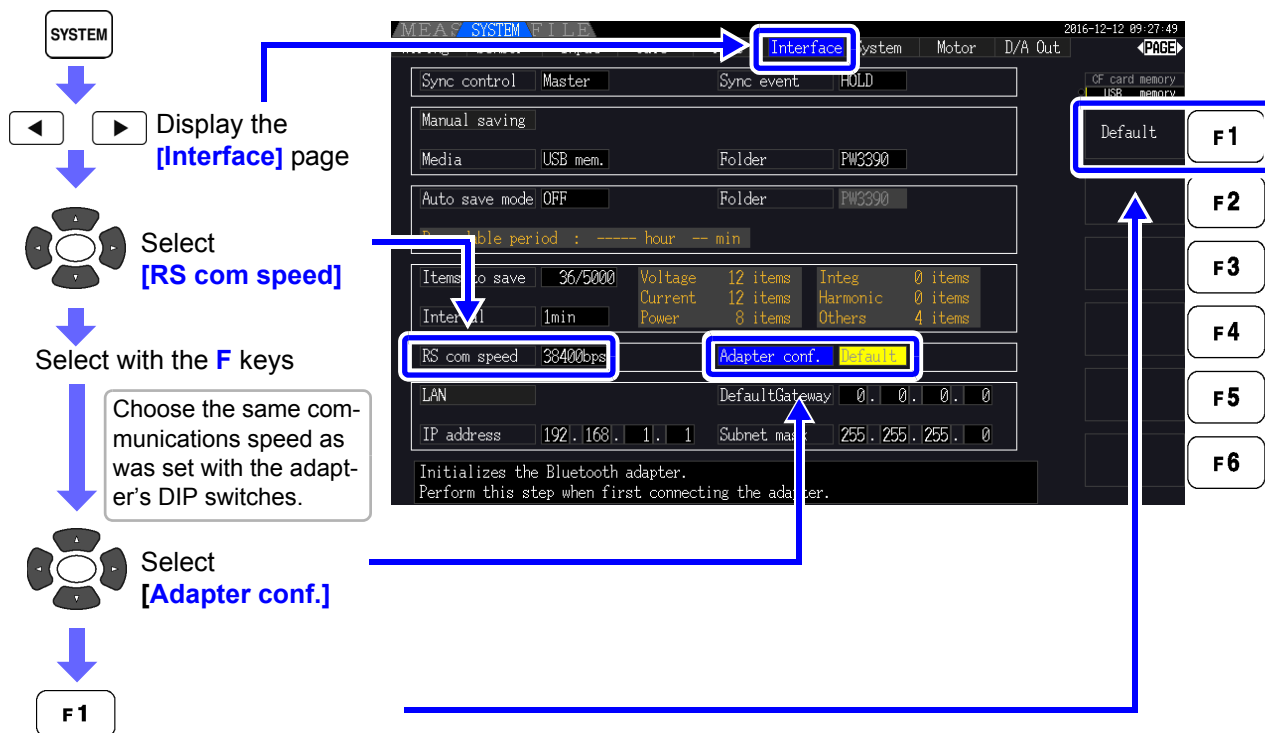 SYSTEM
Display the
[Interface] page
Select
[RS com speed]
Select with the F keys
Choose the same com-
munications speed as
was set with the adapt-
er's DIP switches.
Select
[Adapter conf.]
F1
MEAS SYSTEM FILE 2016-12-12 09:27:49
Interface System Motor D/A Out PAGE
Sync control Master Sync event HOLD
CF card memory
USB memory
Manual saving
Default
F1
Media USB mem. Folder PW3390
Auto save mode OFF Folder PW3390
F2
period : ----- hour -- min
F3
Items to save 36/5000 Voltage 12 items Integ 0 items
Current 12 items Harmonic 0 items
Interval 1min Power 8 items Others 4 items
F4
RS com speed 38400bps Adapter conf. Default
LAN DefaultGateway 0. 0. 0. 0
F5
IP address 192.168. 1. 1 Subnet mask 255.255.255. 0
F6
Initializes the Bluetooth adapter.
Perform this step when first connecting the adapter.